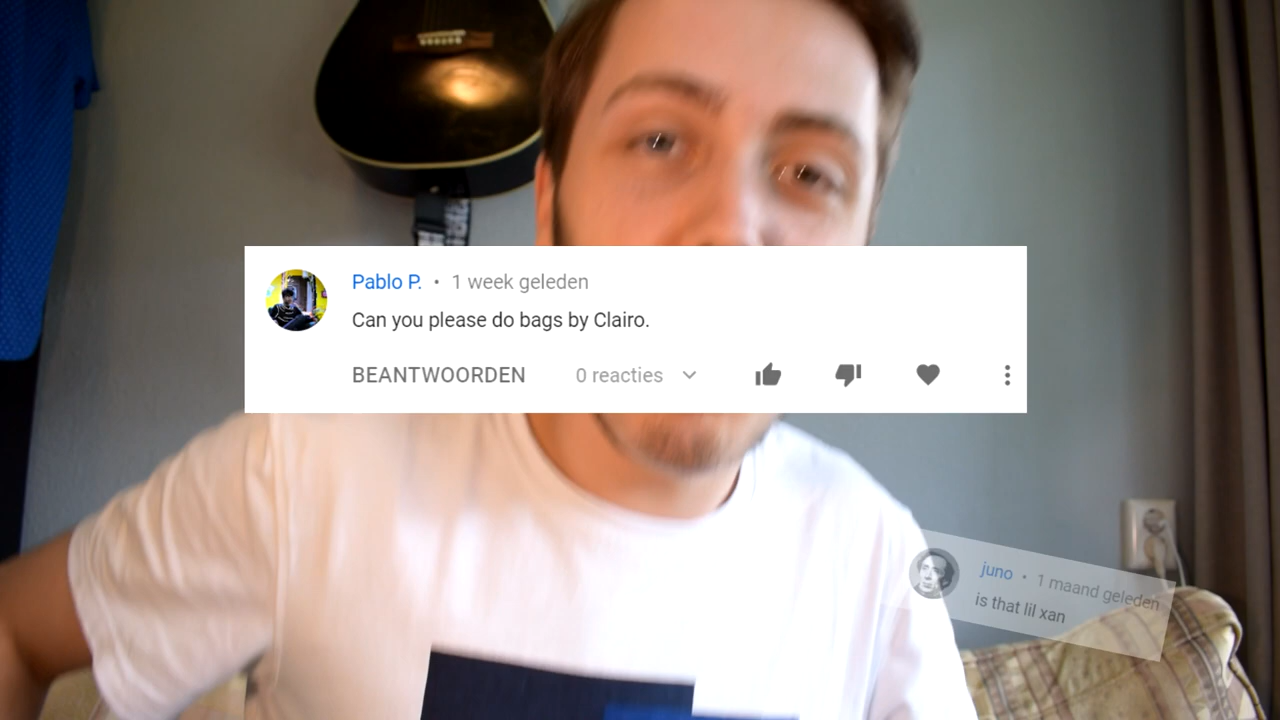 Pablo P. • 1 week geleden
Can you please do bags by Clairo.
BEANTWOORDEN 0 reacties
juno • 1 maand geleden
is that lil xan